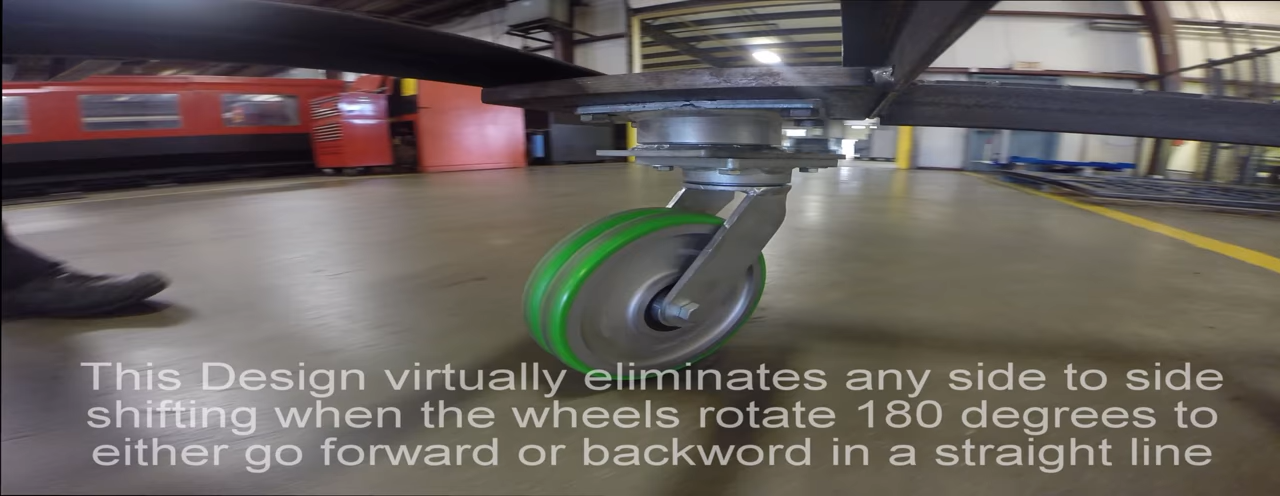 This Design virtually eliminates any side to side
shifting when the wheels rotate 180 degrees to
either go forward or backword in a straight line